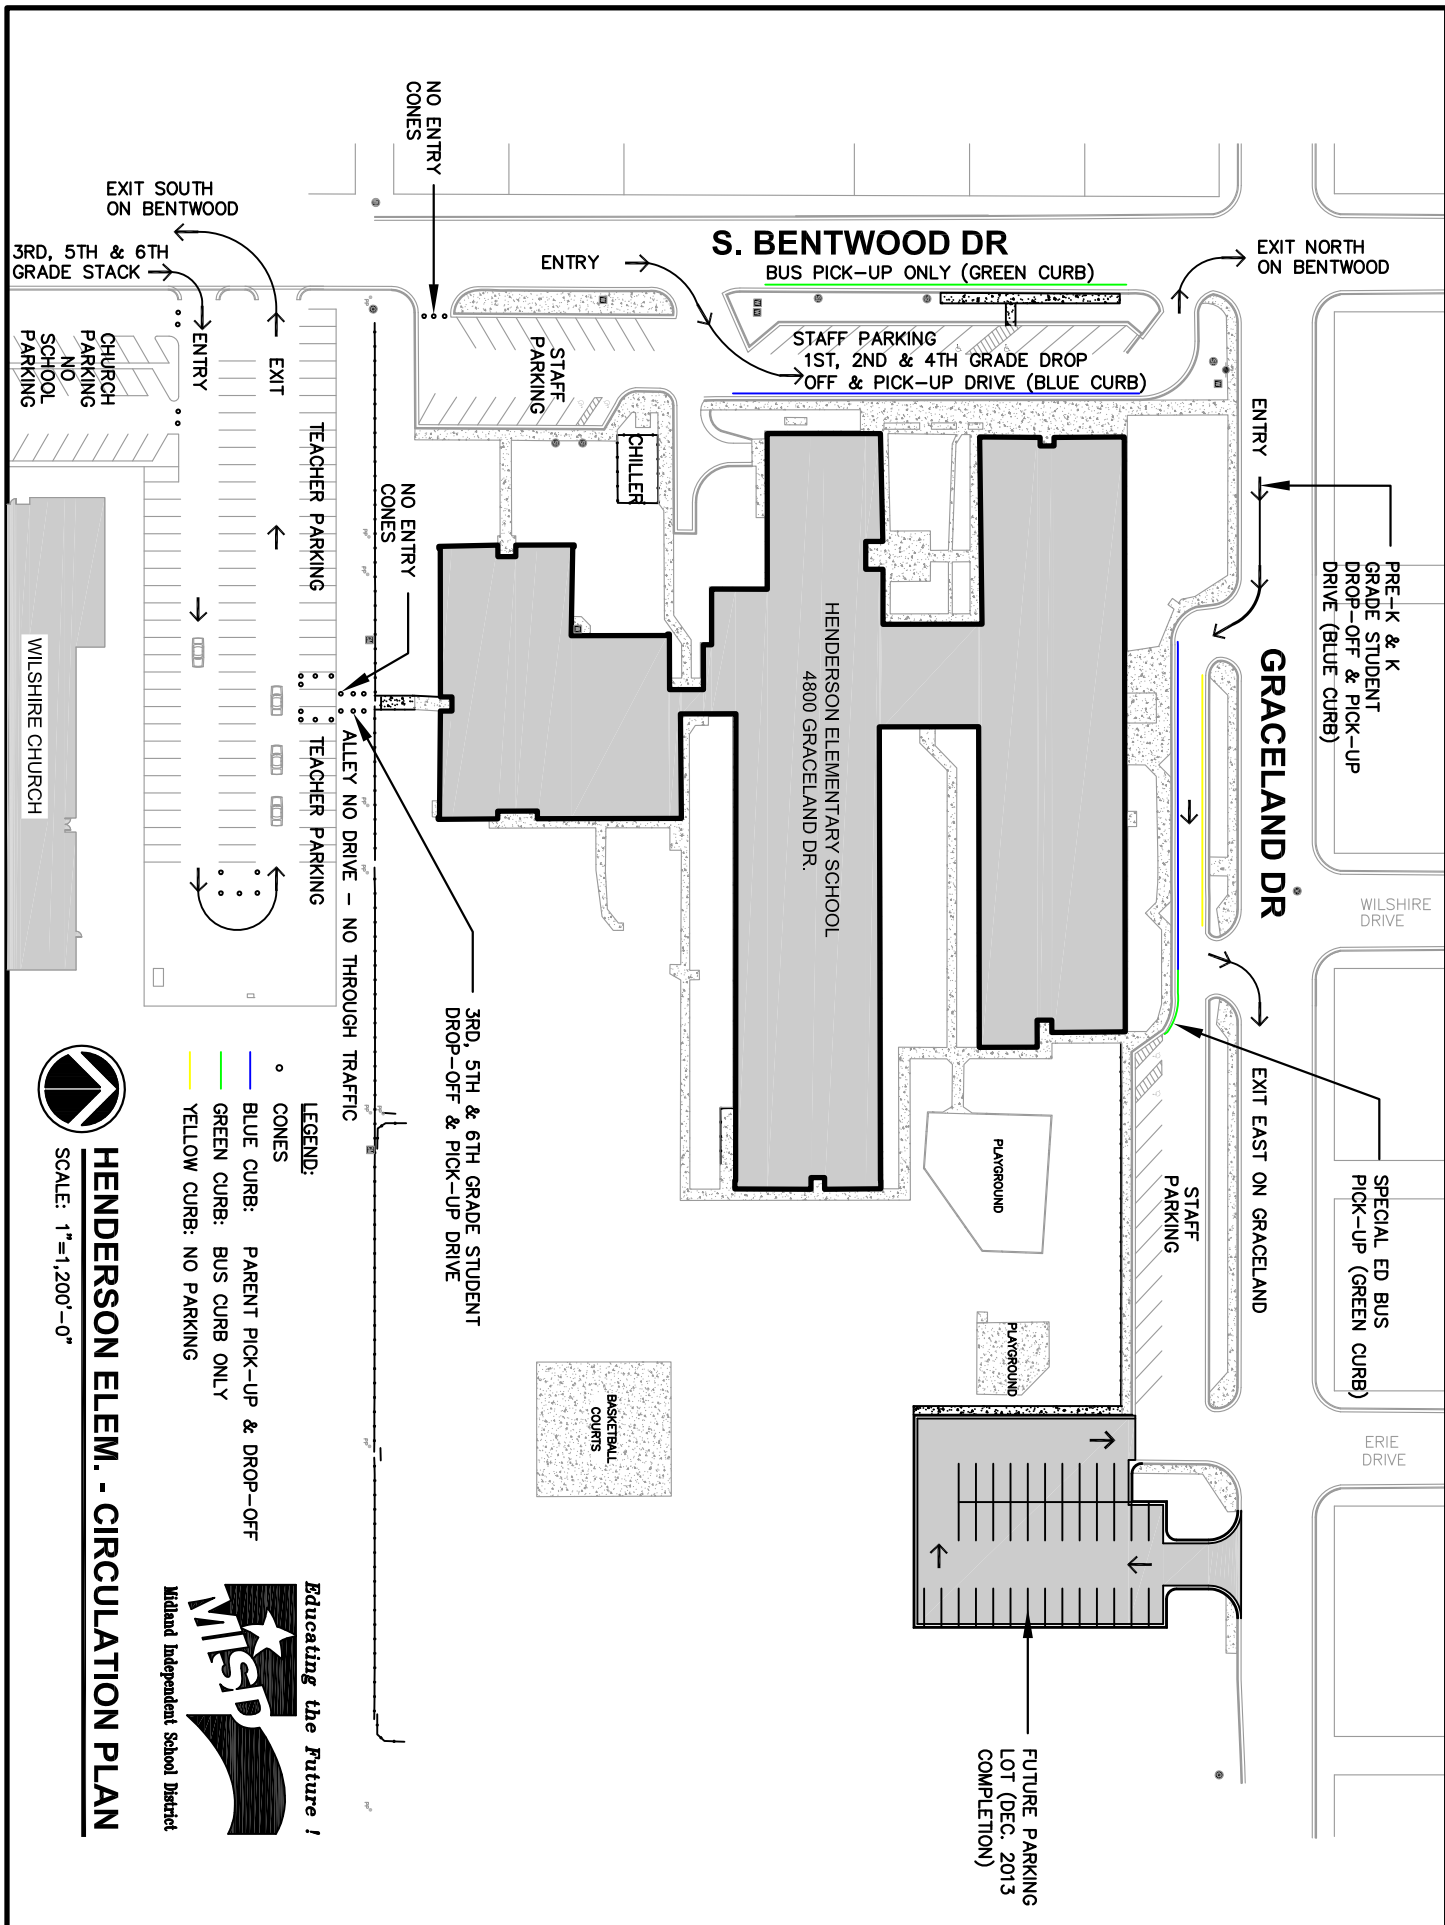 NO ENTRY
CONES
EXIT SOUTH
ON BENTWOOD
3RD, 5TH & 6TH
GRADE STACK
ENTRY
S. BENTWOOD DR
BUS PICK-UP ONLY (GREEN CURB)
EXIT NORTH
ON BENTWOOD
STAFF PARKING
1ST, 2ND & 4TH GRADE DROP
OFF & PICK-UP DRIVE (BLUE CURB)
STAFF
PARKING
CHURCH
PARKING
NO
SCHOOL
PARKING
ENTRY
EXIT
TEACHER PARKING
CHILLER
NO ENTRY
CONES
ENTRY
PRE-K & K
GRADE STUDENT
DROP-OFF & PICK-UP
DRIVE (BLUE CURB)
GRACELAND DR
HENDERSON ELEMENTARY SCHOOL
4800 GRACELAND DR.
WILSHIRE CHURCH
TEACHER PARKING
ALLEY NO DRIVE - NO THROUGH TRAFFIC
3RD, 5TH & 6TH GRADE STUDENT
DROP-OFF & PICK-UP DRIVE
WILSHIRE
DRIVE
EXIT EAST ON GRACELAND
SPECIAL ED BUS
PICK-UP (GREEN CURB)
STAFF
PARKING
PLAYGROUND
PLAYGROUND
BASKETBALL
COURTS
ERIE
DRIVE
FUTURE PARKING
LOT (DEC. 2013
COMPLETION)
LEGEND:
CONES
BLUE CURB: PARENT PICK-UP & DROP-OFF
GREEN CURB: BUS CURB ONLY
YELLOW CURB: NO PARKING
HENDERSON ELEM. - CIRCULATION PLAN
SCALE: 1"=1,200'-0"
Educating the Future !
MISD
Midland Independent School District